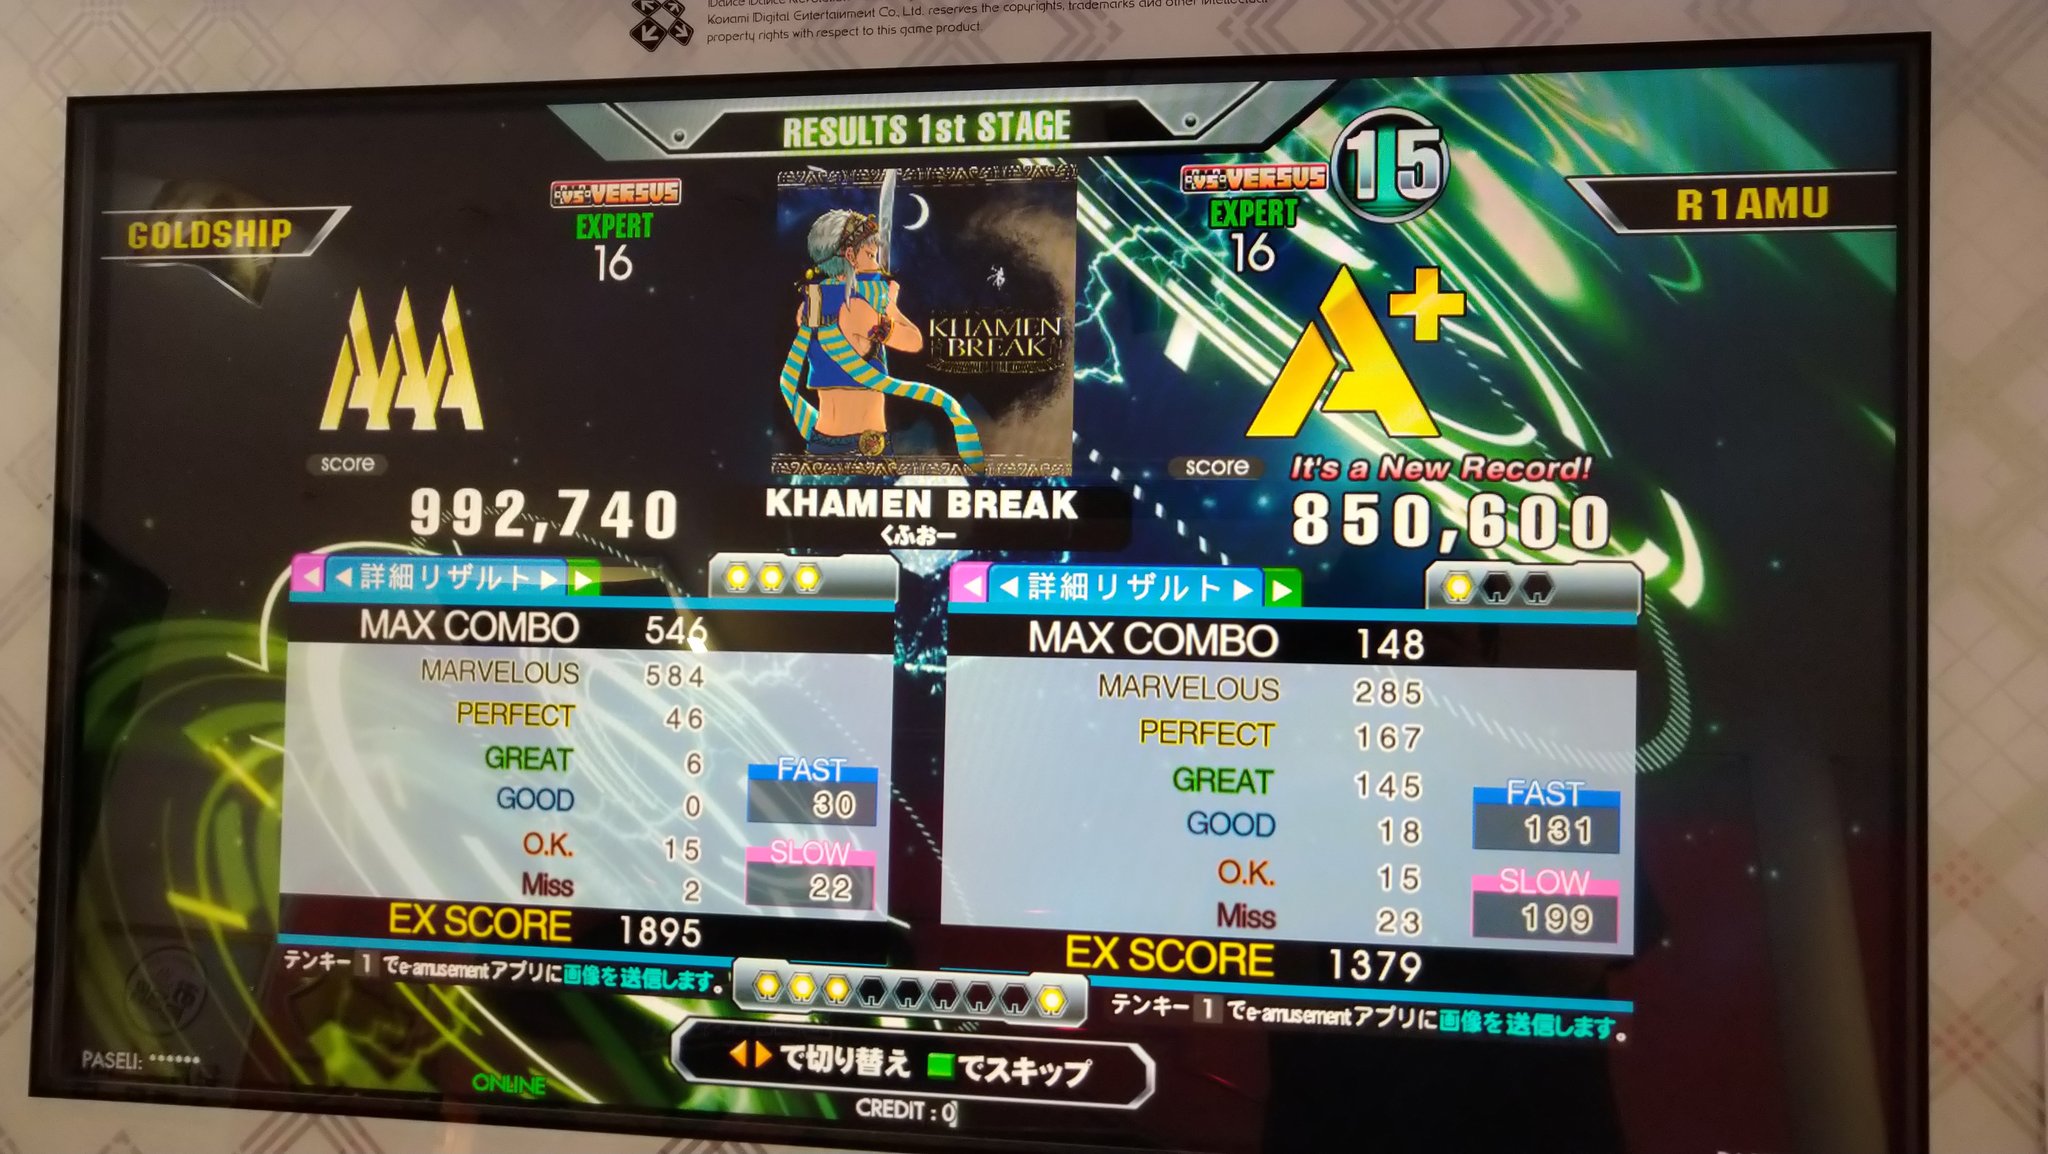 Konami Digital Entertainment Co., Ltd. reserves the copyrights, trademarks and other intellectual
property rights with respect to this game product.
RESULTS 1st STAGE
15
GOLDSHIP
VS VERSUS
EXPERT
16
VS VERSUS
EXPERT
16
R1AMU
AAA
KHAMEN
BREAK
A+
score
992,740
KHAMEN BREAK
くふおー
score
It's a New Record!
850,600
詳細リザルト
MAX COMBO 546
MARVELOUS 584
PERFECT 46
GREAT 6
GOOD 0
O.K. 15
Miss 2
FAST
30
SLOW
22
EX SCORE 1895
テンキー 1 でe-amusementアプリに画像を送信します。
詳細リザルト
MAX COMBO 148
MARVELOUS 285
PERFECT 167
GREAT 145
GOOD 18
O.K. 15
Miss 23
FAST
131
SLOW
199
EX SCORE 1379
テンキー 1 でe-amusementアプリに画像を送信します。
で切り替え でスキップ
PASELI: ******
ONLINE
CREDIT : 0